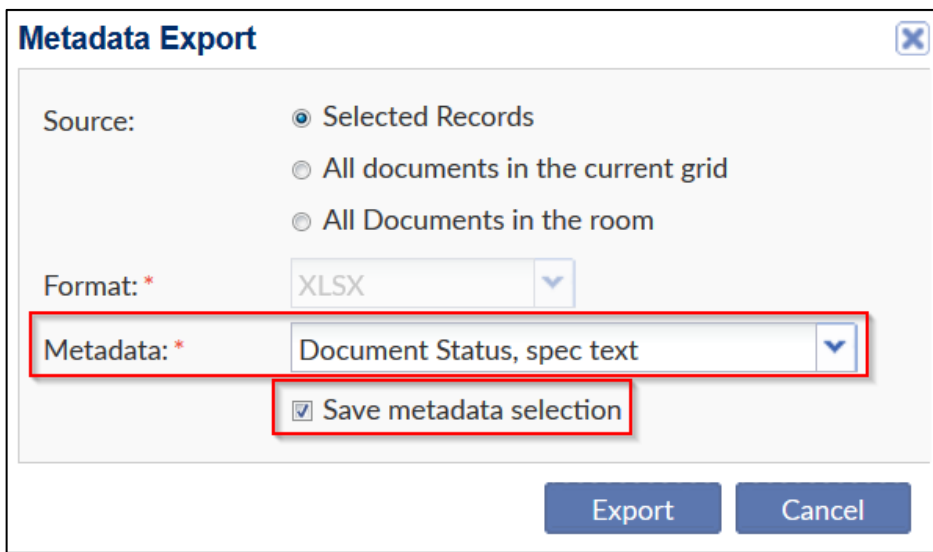 Metadata Export
Source:
Selected Records
All documents in the current grid
All Documents in the room
Format: * XLSX
Metadata: * Document Status, spec text
Save metadata selection
Export Cancel